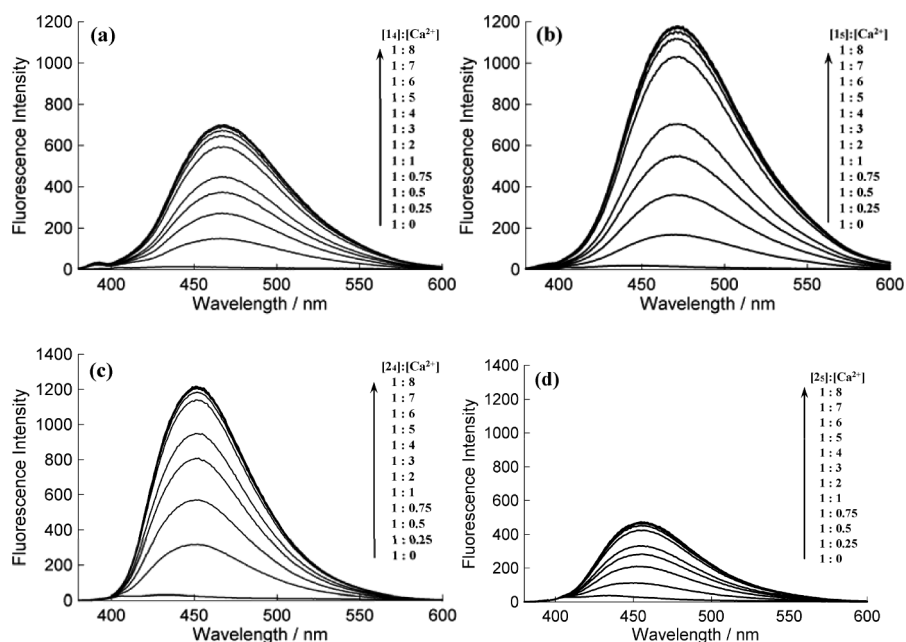 (a)
Fluorescence Intensity
1200
1000
800
600
400
200
0
400 450 500 550 600
Wavelength / nm
[1₄]:[Ca²⁺]
1 : 8
1 : 7
1 : 6
1 : 5
1 : 4
1 : 3
1 : 2
1 : 1
1 : 0.75
1 : 0.5
1 : 0.25
1 : 0
(b)
Fluorescence Intensity
1200
1000
800
600
400
200
0
400 450 500 550 600
Wavelength / nm
[1₅]:[Ca²⁺]
1 : 8
1 : 7
1 : 6
1 : 5
1 : 4
1 : 3
1 : 2
1 : 1
1 : 0.75
1 : 0.5
1 : 0.25
1 : 0
(c)
Fluorescence Intensity
1400
1200
1000
800
600
400
200
0
400 450 500 550 600
Wavelength / nm
[2₄]:[Ca²⁺]
1 : 8
1 : 7
1 : 6
1 : 5
1 : 4
1 : 3
1 : 2
1 : 1
1 : 0.75
1 : 0.5
1 : 0.25
1 : 0
(d)
Fluorescence Intensity
1400
1200
1000
800
600
400
200
0
400 450 500 550 600
Wavelength / nm
[2₅]:[Ca²⁺]
1 : 8
1 : 7
1 : 6
1 : 5
1 : 4
1 : 3
1 : 2
1 : 1
1 : 0.75
1 : 0.5
1 : 0.25
1 : 0